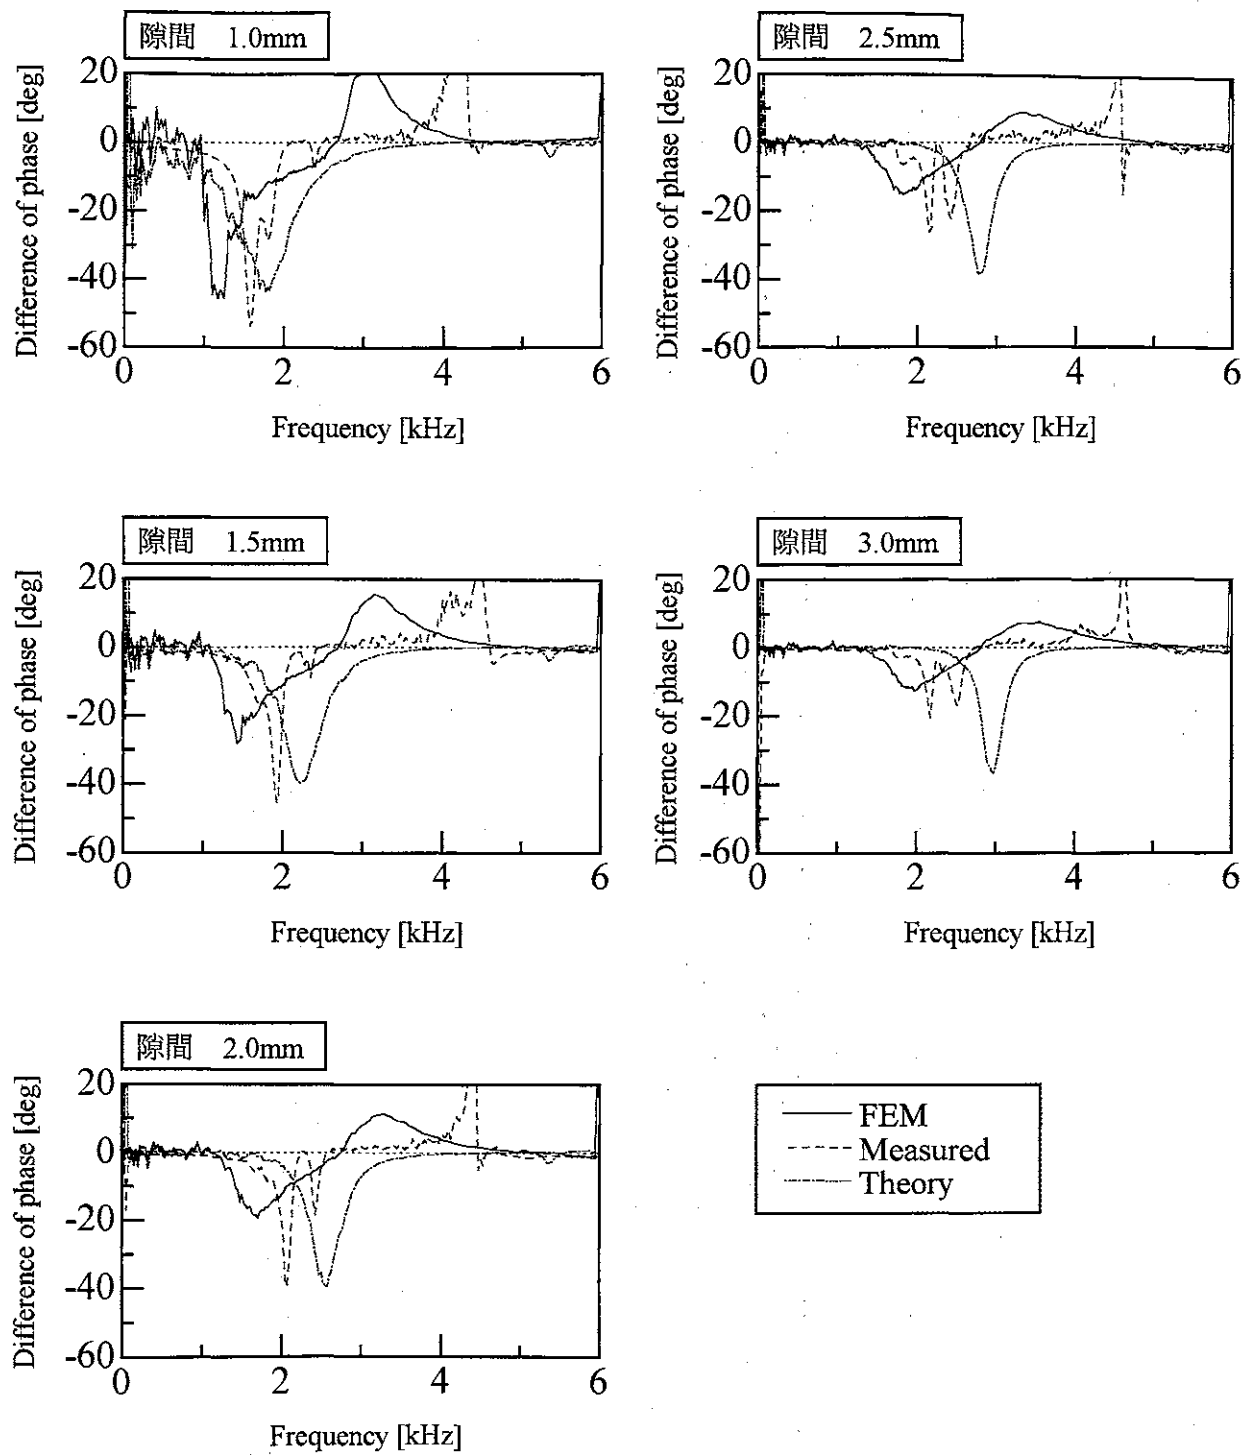 隙間 1.0mm
20
0
-20
-40
-60
0 2 4 6
Difference of phase [deg]
Frequency [kHz]
隙間 2.5mm
20
0
-20
-40
-60
0 2 4 6
Difference of phase [deg]
Frequency [kHz]
隙間 1.5mm
20
0
-20
-40
-60
0 2 4 6
Difference of phase [deg]
Frequency [kHz]
隙間 3.0mm
20
0
-20
-40
-60
0 2 4 6
Difference of phase [deg]
Frequency [kHz]
隙間 2.0mm
20
0
-20
-40
-60
0 2 4 6
Difference of phase [deg]
Frequency [kHz]
FEM
Measured
Theory